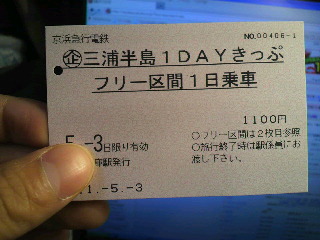 京浜急行電鉄 NO.00406-1
企 三浦半島1DAYきっぷ
フリー区間1日乗車
1100円
5.-3日限り有効
○フリー区間は2枚目参照
○旅行終了時は駅係員にお
渡し下さい。
駅発行
1.-5.-3